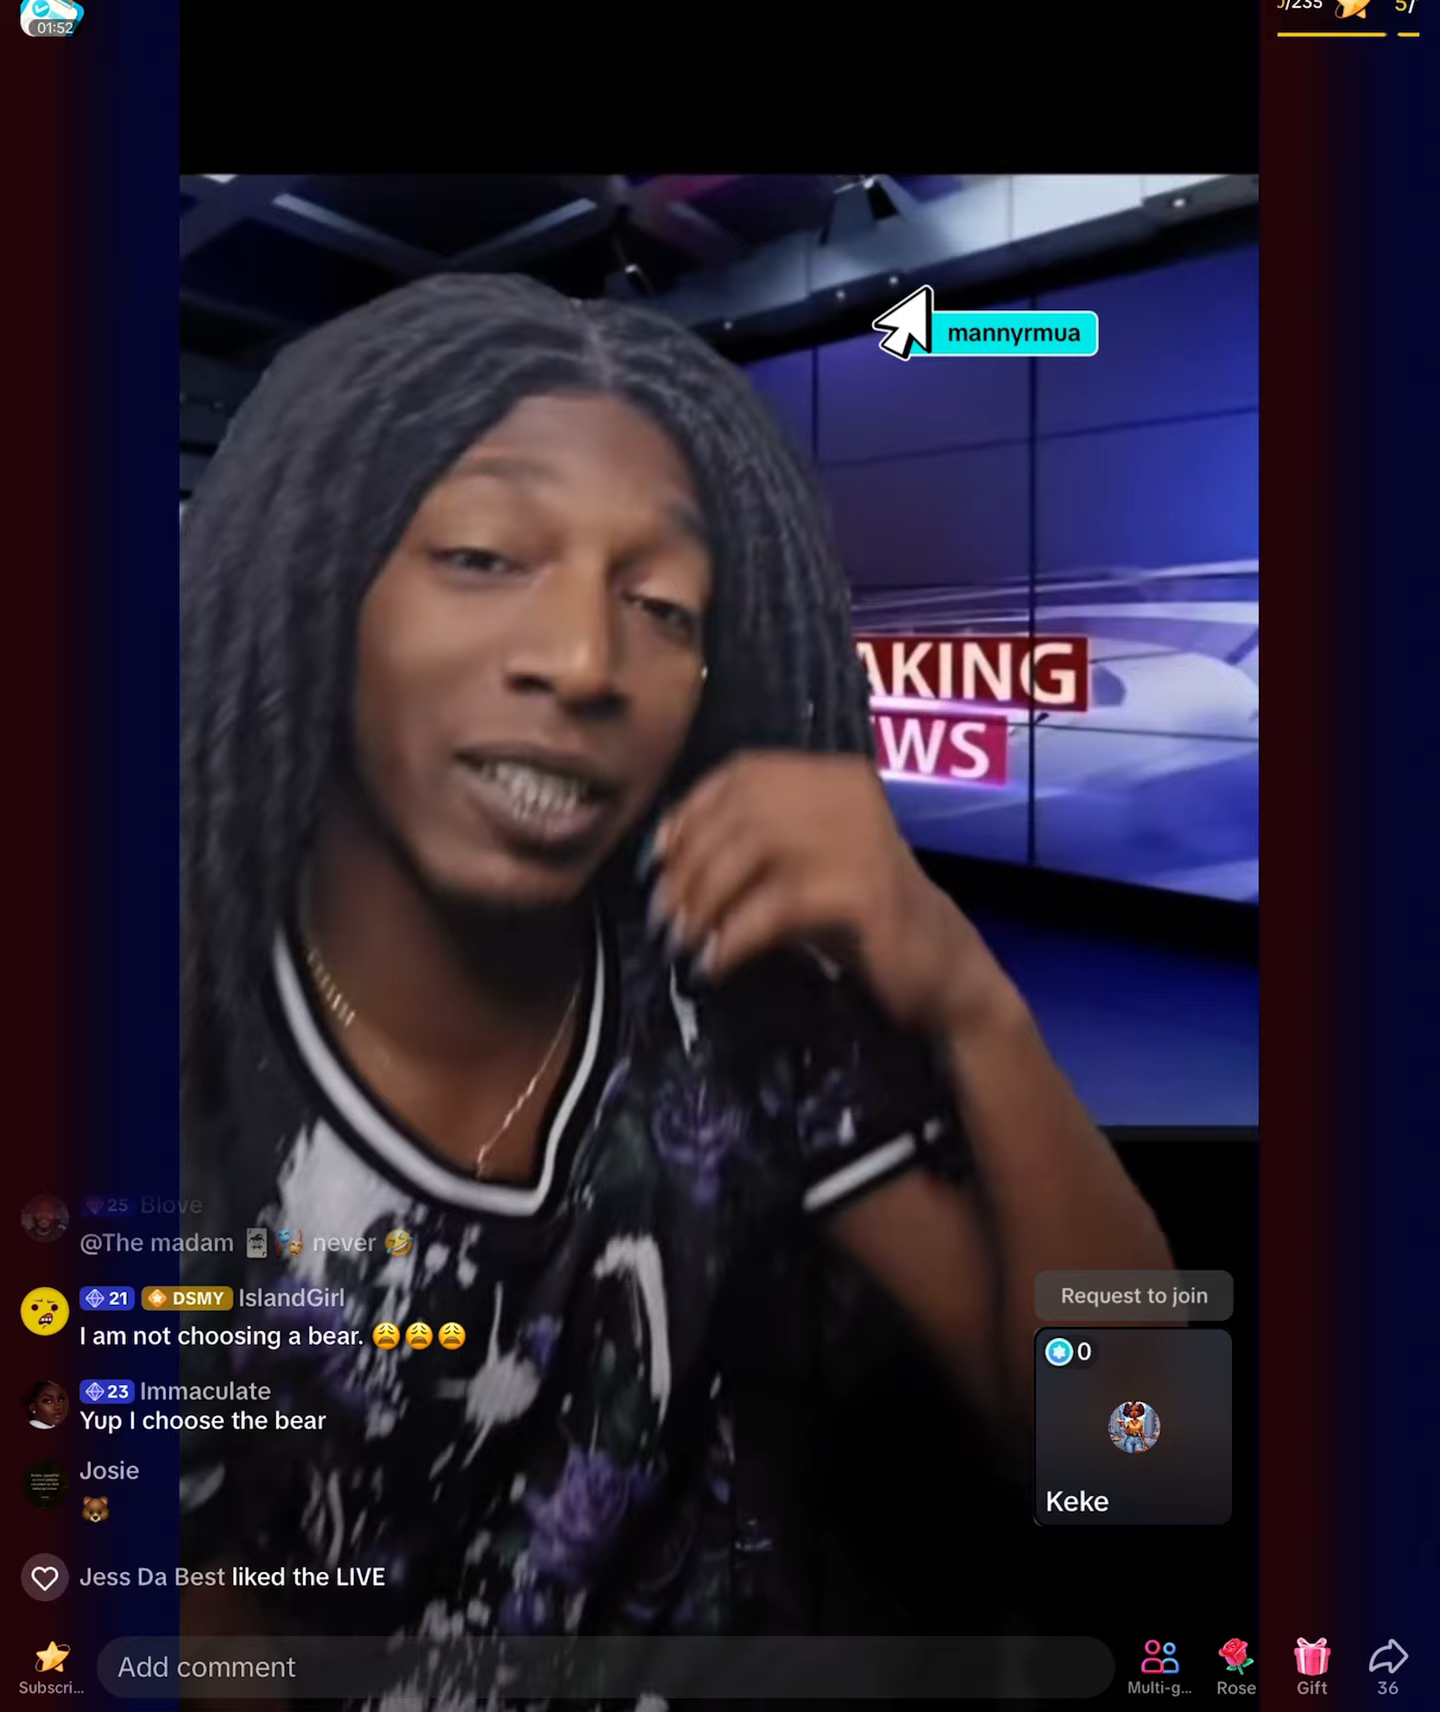 01:52
/235
5/
mannyrmua
AKING
WS
25 Blove
@The madam 🃏🎭 never 🤣
21 DSMY IslandGirl
I am not choosing a bear. 😩😩😩
23 Immaculate
Yup I choose the bear
Josie
🐻
Jess Da Best liked the LIVE
Request to join
0
Keke
Add comment
Subscri...
Multi-g...
Rose
Gift
36